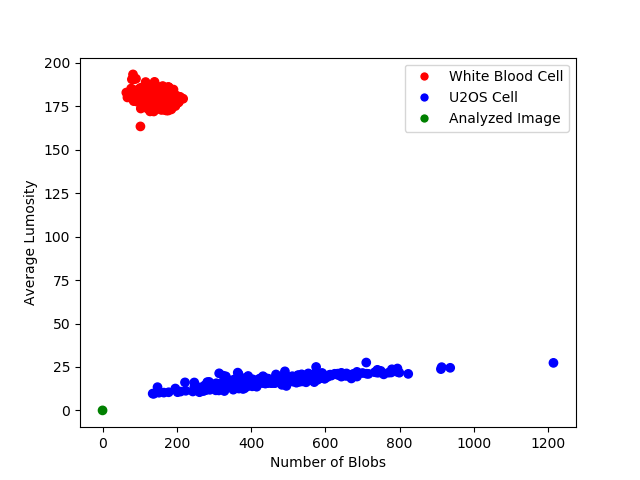 200
175
150
125
100
75
50
25
0
Average Lumosity
White Blood Cell
U2OS Cell
Analyzed Image
0 200 400 600 800 1000 1200
Number of Blobs